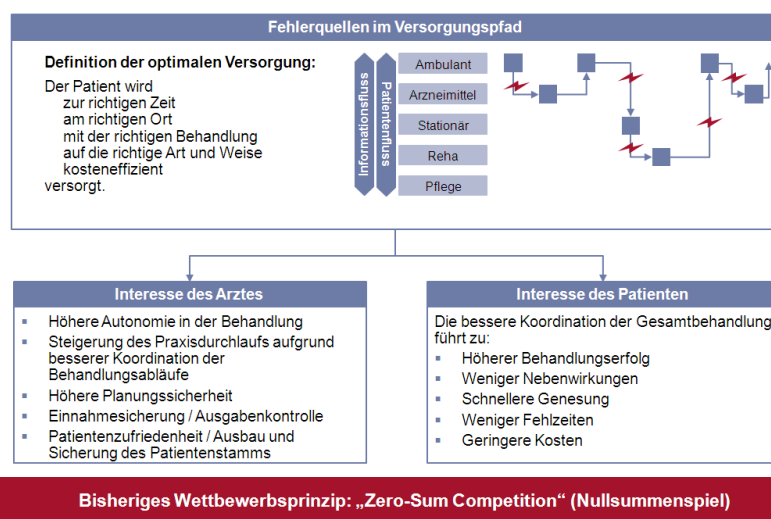 Fehlerquellen im Versorgungspfad
Definition der optimalen Versorgung:
Der Patient wird
zur richtigen Zeit
am richtigen Ort
mit der richtigen Behandlung
auf die richtige Art und Weise
kosteneffizient
versorgt.
Informationsfluss
Patientenfluss
Ambulant
Arzneimittel
Stationär
Reha
Pflege
Interesse des Arztes
▪ Höhere Autonomie in der Behandlung
▪ Steigerung des Praxisdurchlaufs aufgrund
besserer Koordination der
Behandlungsabläufe
▪ Höhere Planungssicherheit
▪ Einnahmesicherung / Ausgabenkontrolle
▪ Patientenzufriedenheit / Ausbau und
Sicherung des Patientenstamms
Interesse des Patienten
Die bessere Koordination der Gesamtbehandlung
führt zu:
▪ Höherer Behandlungserfolg
▪ Weniger Nebenwirkungen
▪ Schnellere Genesung
▪ Weniger Fehlzeiten
▪ Geringere Kosten
Bisheriges Wettbewerbsprinzip: „Zero-Sum Competition“ (Nullsummenspiel)